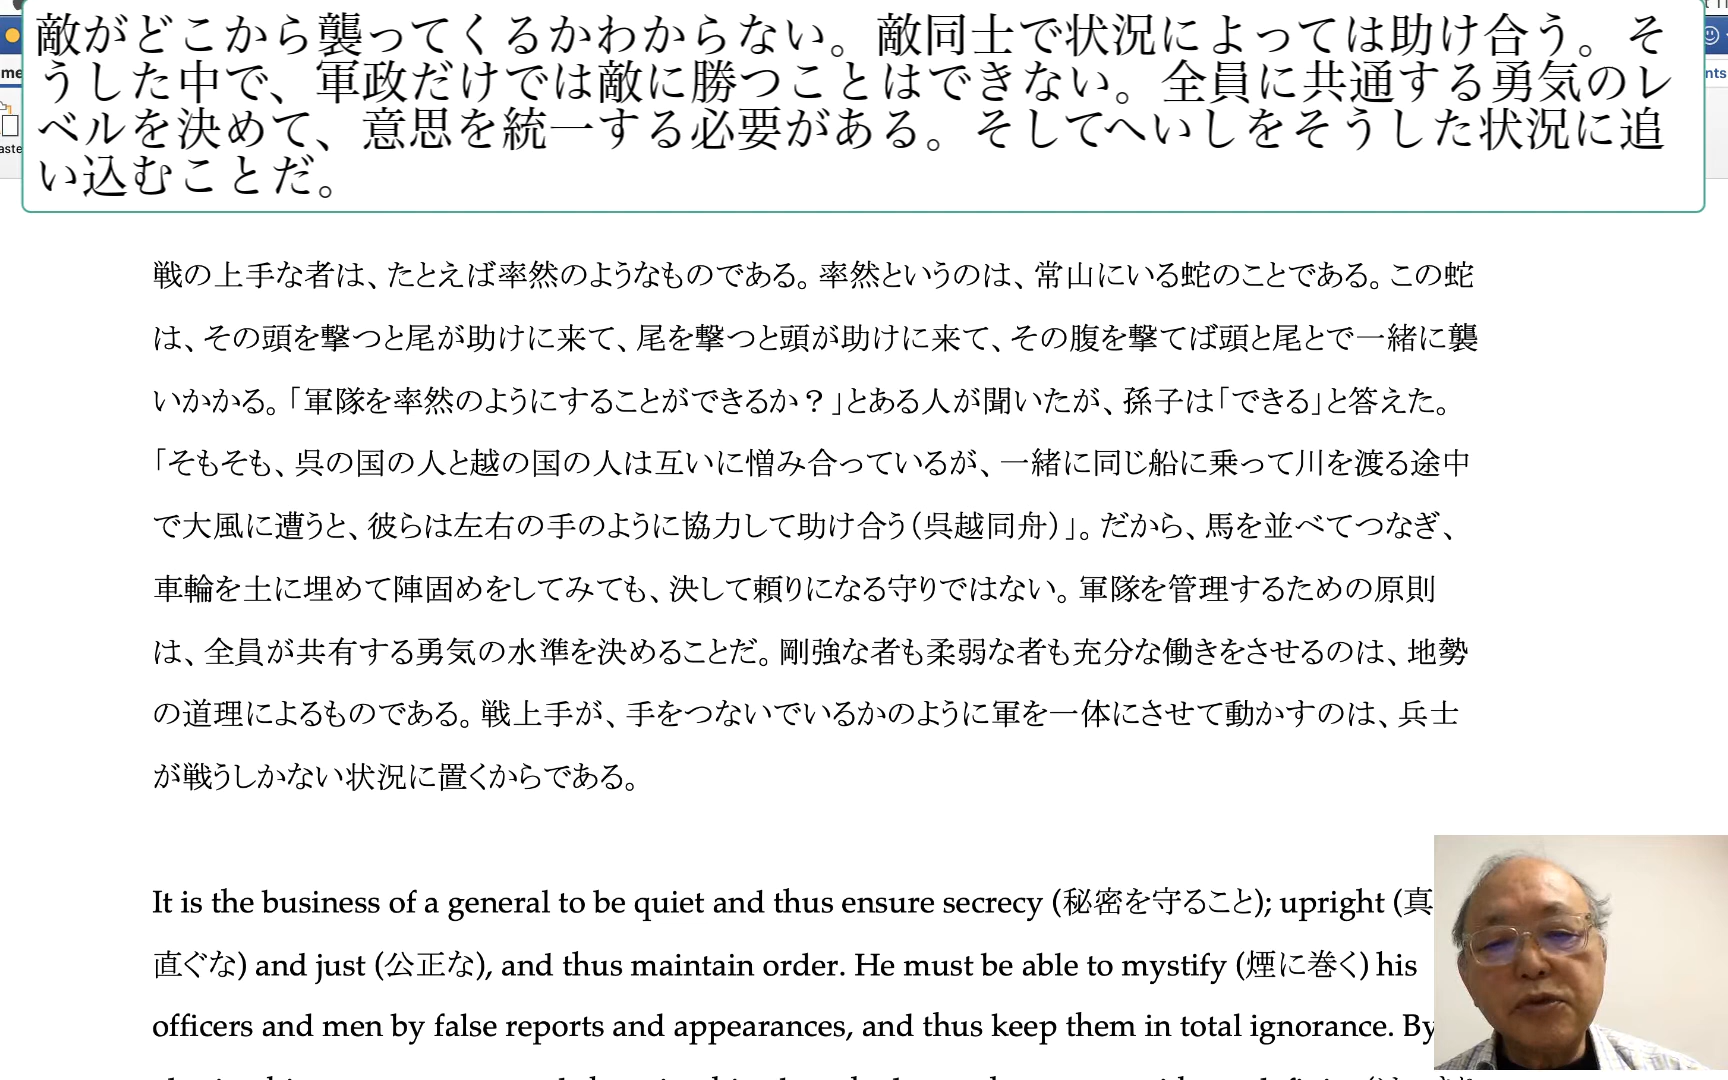 敵がどこから襲ってくるかわからない。敵同士で状況によっては助け合う。そ
うした中で、軍政だけでは敵に勝つことはできない。全員に共通する勇気のレ
ベルを決めて、意思を統一する必要がある。そしてへいしをそうした状況に追
い込むことだ。
me
nts
aste
戦の上手な者は、たとえば率然のようなものである。率然というのは、常山にいる蛇のことである。この蛇
は、その頭を撃つと尾が助けに来て、尾を撃つと頭が助けに来て、その腹を撃てば頭と尾とで一緒に襲
いかかる。「軍隊を率然のようにすることができるか？」とある人が聞いたが、孫子は「できる」と答えた。
「そもそも、呉の国の人と越の国の人は互いに憎み合っているが、一緒に同じ船に乗って川を渡る途中
で大風に遭うと、彼らは左右の手のように協力して助け合う（呉越同舟）」。だから、馬を並べてつなぎ、
車輪を土に埋めて陣固めをしてみても、決して頼りになる守りではない。軍隊を管理するための原則
は、全員が共有する勇気の水準を決めることだ。剛強な者も柔弱な者も充分な働きをさせるのは、地勢
の道理によるものである。戦上手が、手をつないでいるかのように軍を一体にさせて動かすのは、兵士
が戦うしかない状況に置くからである。
It is the business of a general to be quiet and thus ensure secrecy (秘密を守ること); upright (真
直ぐな) and just (公正な), and thus maintain order. He must be able to mystify (煙に巻く) his
officers and men by false reports and appearances, and thus keep them in total ignorance. By